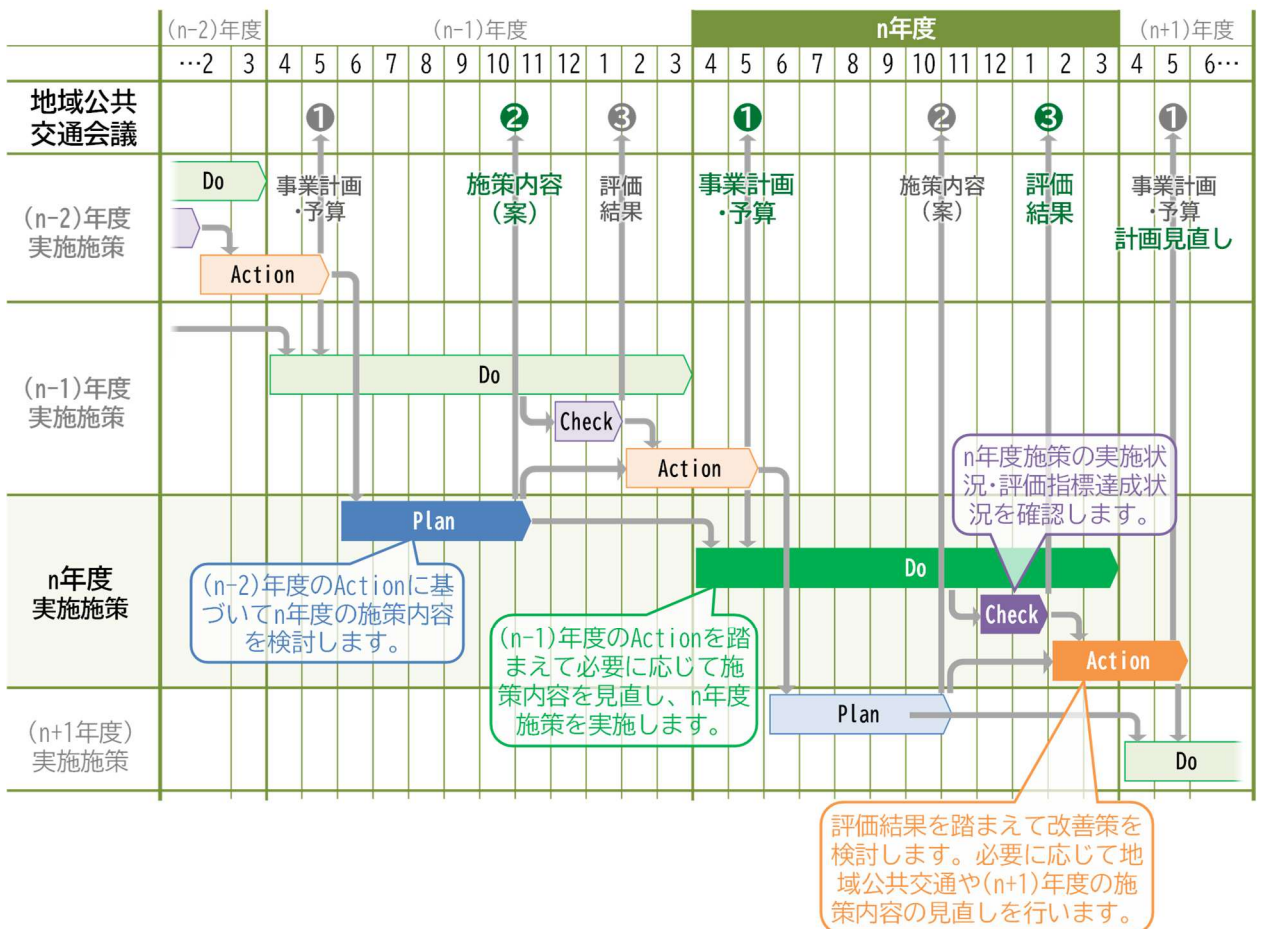 (n-2)年度 (n-1)年度 n年度 (n+1)年度
…2 3 4 5 6 7 8 9 10 11 12 1 2 3 4 5 6 7 8 9 10 11 12 1 2 3 4 5 6…
地域公共
交通会議
❶ ❷ ❸ ❶ ❷ ❸ ❶
(n-2)年度
実施施策
Do
Action
事業計画
・予算
施策内容
(案)
評価
結果
事業計画
・予算
施策内容
(案)
評価
結果
事業計画
・予算
計画見直し
(n-1)年度
実施施策
Do
Check
Action
n年度施策の実施状
況・評価指標達成状
況を確認します。
n年度
実施施策
Plan
Do
Check
Action
(n-2)年度のActionに基
づいてn年度の施策内容
を検討します。
(n-1)年度のActionを踏
まえて必要に応じて施
策内容を見直し、n年度
施策を実施します。
(n+1年度)
実施施策
Plan
Do
評価結果を踏まえて改善策を
検討します。必要に応じて地
域公共交通や(n+1)年度の施
策内容の見直しを行います。